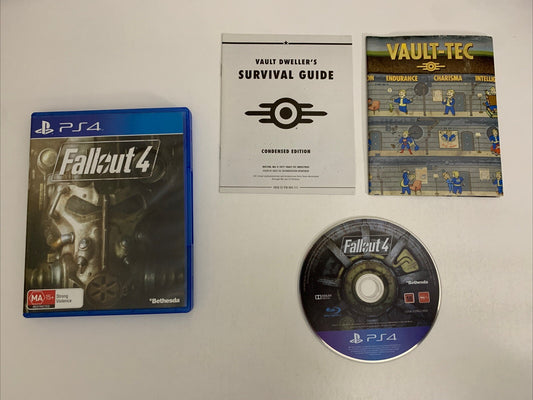 PS4
Fallout 4
MA 15+
Strong
Violence
Bethesda
VAULT DWELLER'S
SURVIVAL GUIDE
CONDENSED EDITION
VAULT-TEC
ENDURANCE
CHARISMA
Fallout 4
Bethesda
PS4